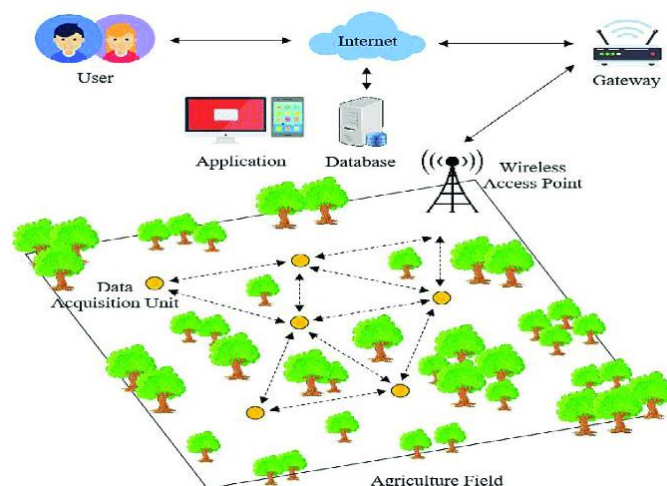 Internet
User
Gateway
Application
Database
Wireless
Access Point
Data
Acquisition Unit
Agriculture Field